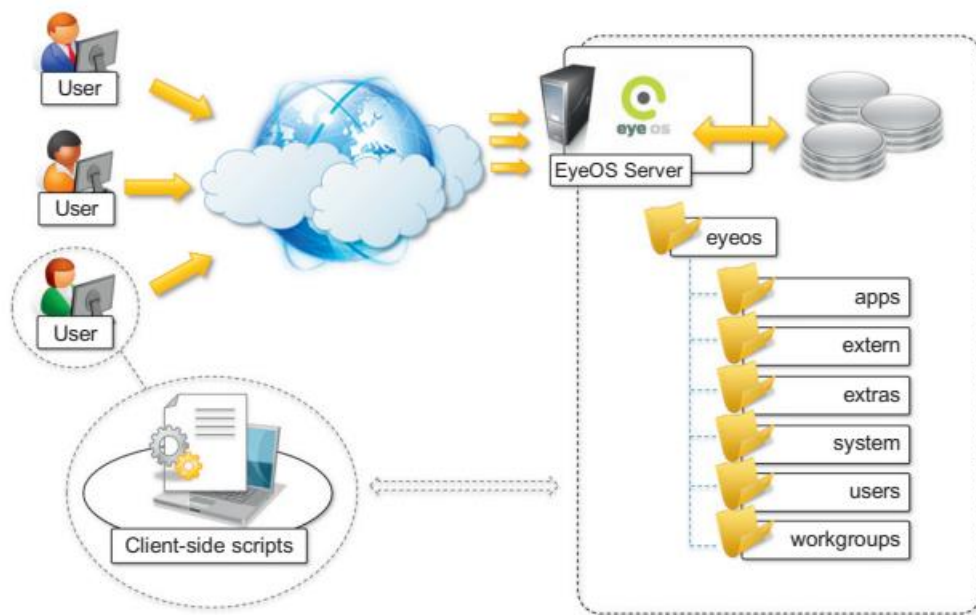 User
User
User
eye os
EyeOS Server
eyeos
apps
extern
extras
system
users
workgroups
Client-side scripts